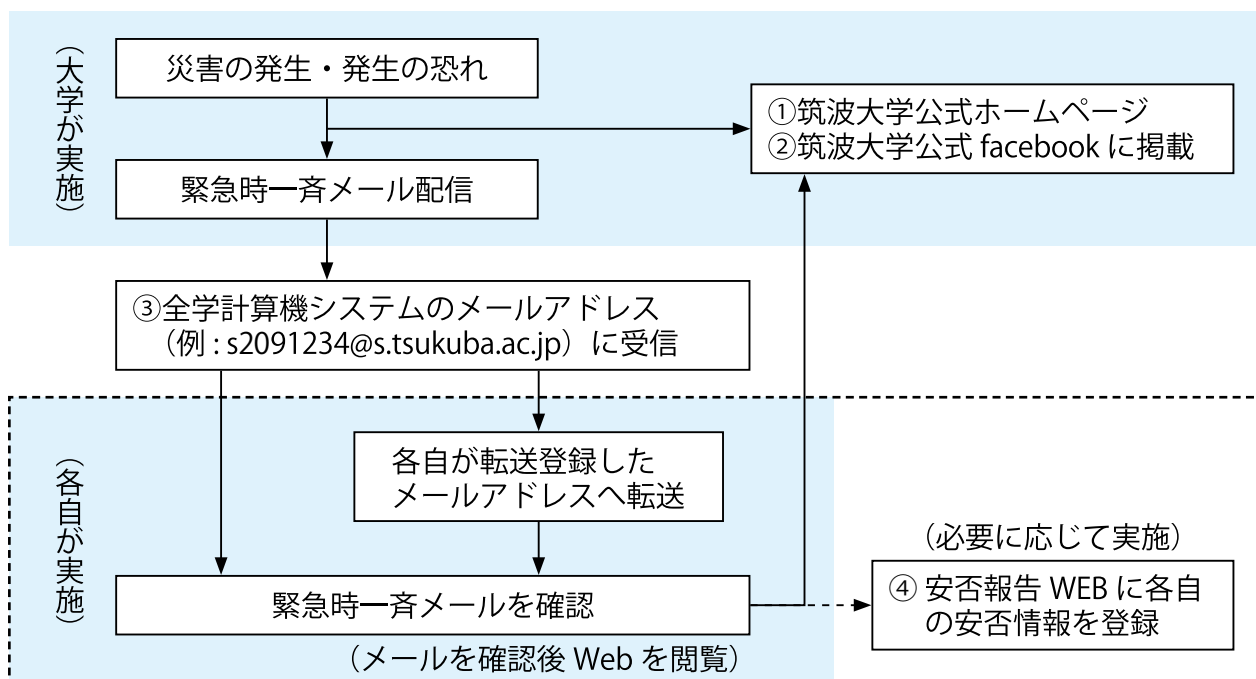 （大学が実施）
災害の発生・発生の恐れ
①筑波大学公式ホームページ
②筑波大学公式 facebook に掲載
緊急時一斉メール配信
③全学計算機システムのメールアドレス
（例 : s2091234@s.tsukuba.ac.jp）に受信
（各自が実施）
各自が転送登録した
メールアドレスへ転送
（必要に応じて実施）
④ 安否報告 WEB に各自
の安否情報を登録
緊急時一斉メールを確認
（メールを確認後 Web を閲覧）